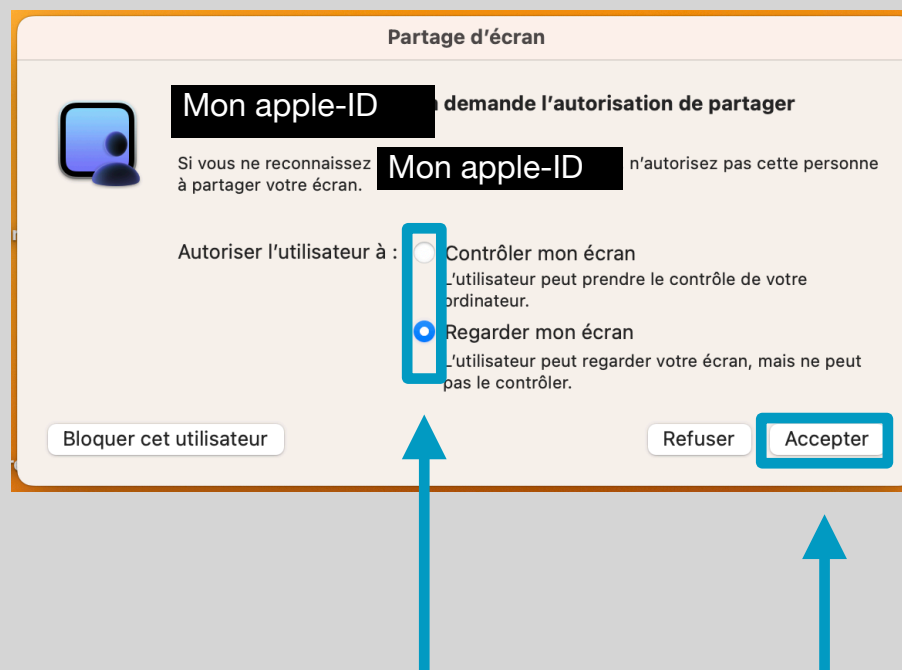 Partage d'écran
Mon apple-ID demande l'autorisation de partager
Si vous ne reconnaissez Mon apple-ID n'autorisez pas cette personne
à partager votre écran.
Autoriser l'utilisateur à : Contrôler mon écran
L'utilisateur peut prendre le contrôle de votre
ordinateur.
Regarder mon écran
L'utilisateur peut regarder votre écran, mais ne peut
pas le contrôler.
Bloquer cet utilisateur Refuser Accepter